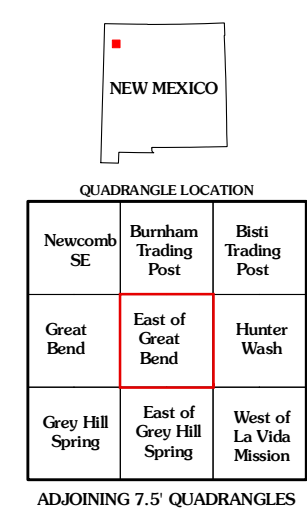 NEW MEXICO
QUADRANGLE LOCATION
Newcomb
SE
Burnham
Trading
Post
Bisti
Trading
Post
Great
Bend
East of
Great
Bend
Hunter
Wash
Grey Hill
Spring
East of
Grey Hill
Spring
West of
La Vida
Mission
ADJOINING 7.5' QUADRANGLES